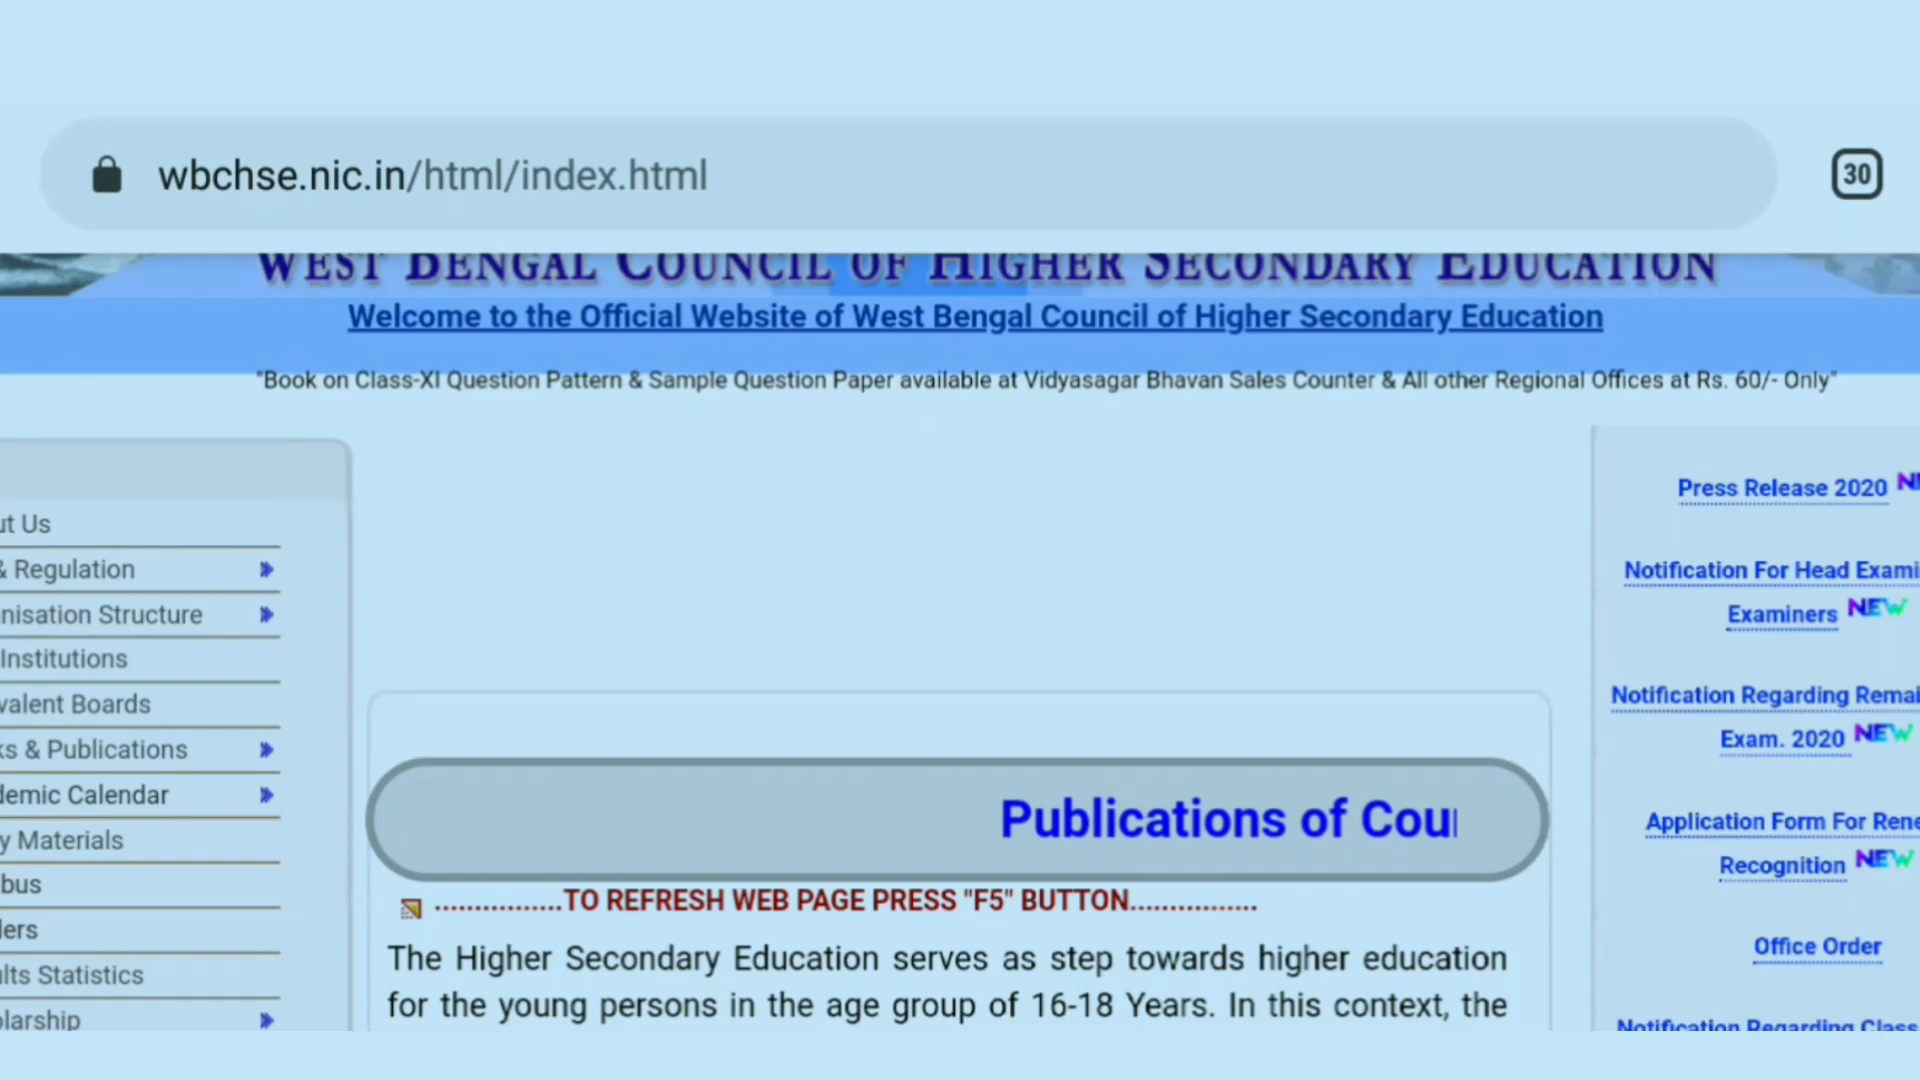 wbchse.nic.in/html/index.html
30
WEST BENGAL COUNCIL OF HIGHER SECONDARY EDUCATION
Welcome to the Official Website of West Bengal Council of Higher Secondary Education
"Book on Class-XI Question Pattern & Sample Question Paper available at Vidyasagar Bhavan Sales Counter & All other Regional Offices at Rs. 60/- Only"
ut Us
& Regulation
nisation Structure
Institutions
valent Boards
ks & Publications
demic Calendar
y Materials
bus
lers
lts Statistics
olarship
Publications of Cou
................TO REFRESH WEB PAGE PRESS "F5" BUTTON................
The Higher Secondary Education serves as step towards higher education
for the young persons in the age group of 16-18 Years. In this context, the
Press Release 2020 NE
Notification For Head Exami
Examiners NEW
Notification Regarding Remai
Exam. 2020 NEW
Application Form For Rene
Recognition NEW
Office Order
Notification Regarding Class